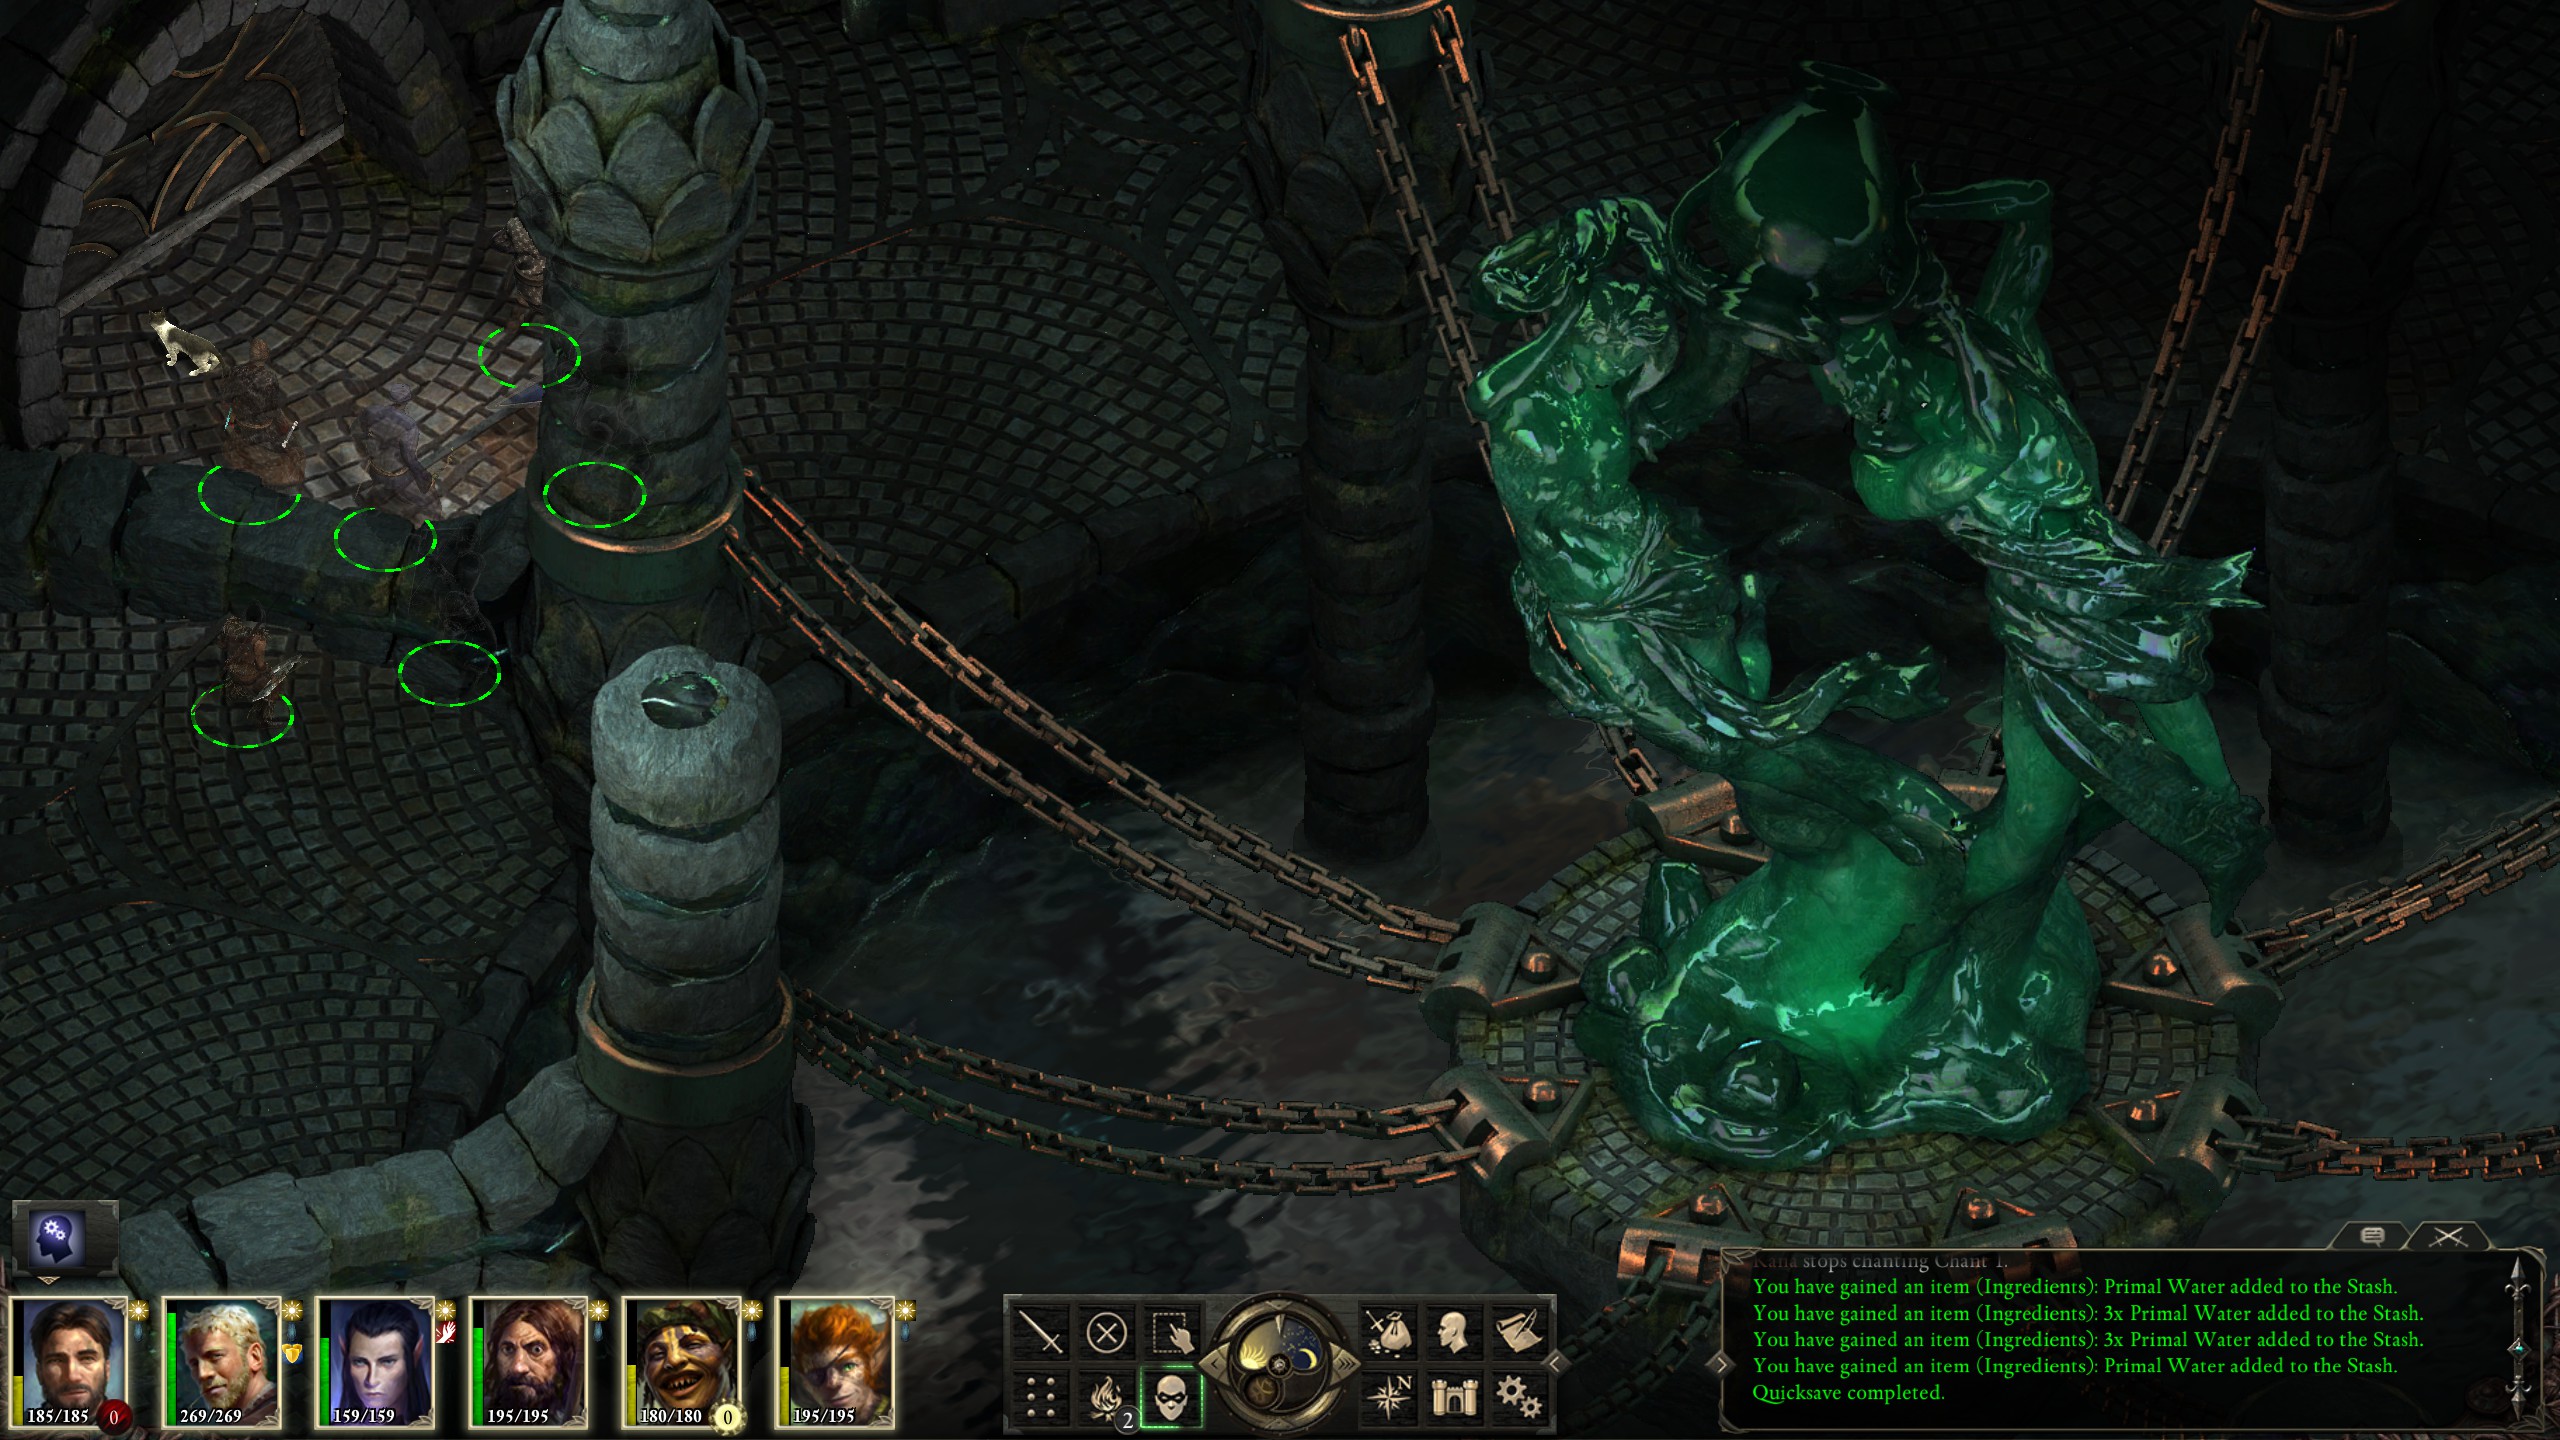 Kana stops chanting Chant 1.
You have gained an item (Ingredients): Primal Water added to the Stash.
You have gained an item (Ingredients): 3x Primal Water added to the Stash.
You have gained an item (Ingredients): 3x Primal Water added to the Stash.
You have gained an item (Ingredients): Primal Water added to the Stash.
Quicksave completed.
185/185 0
269/269
159/159
195/195
180/180 0
195/195
2
N